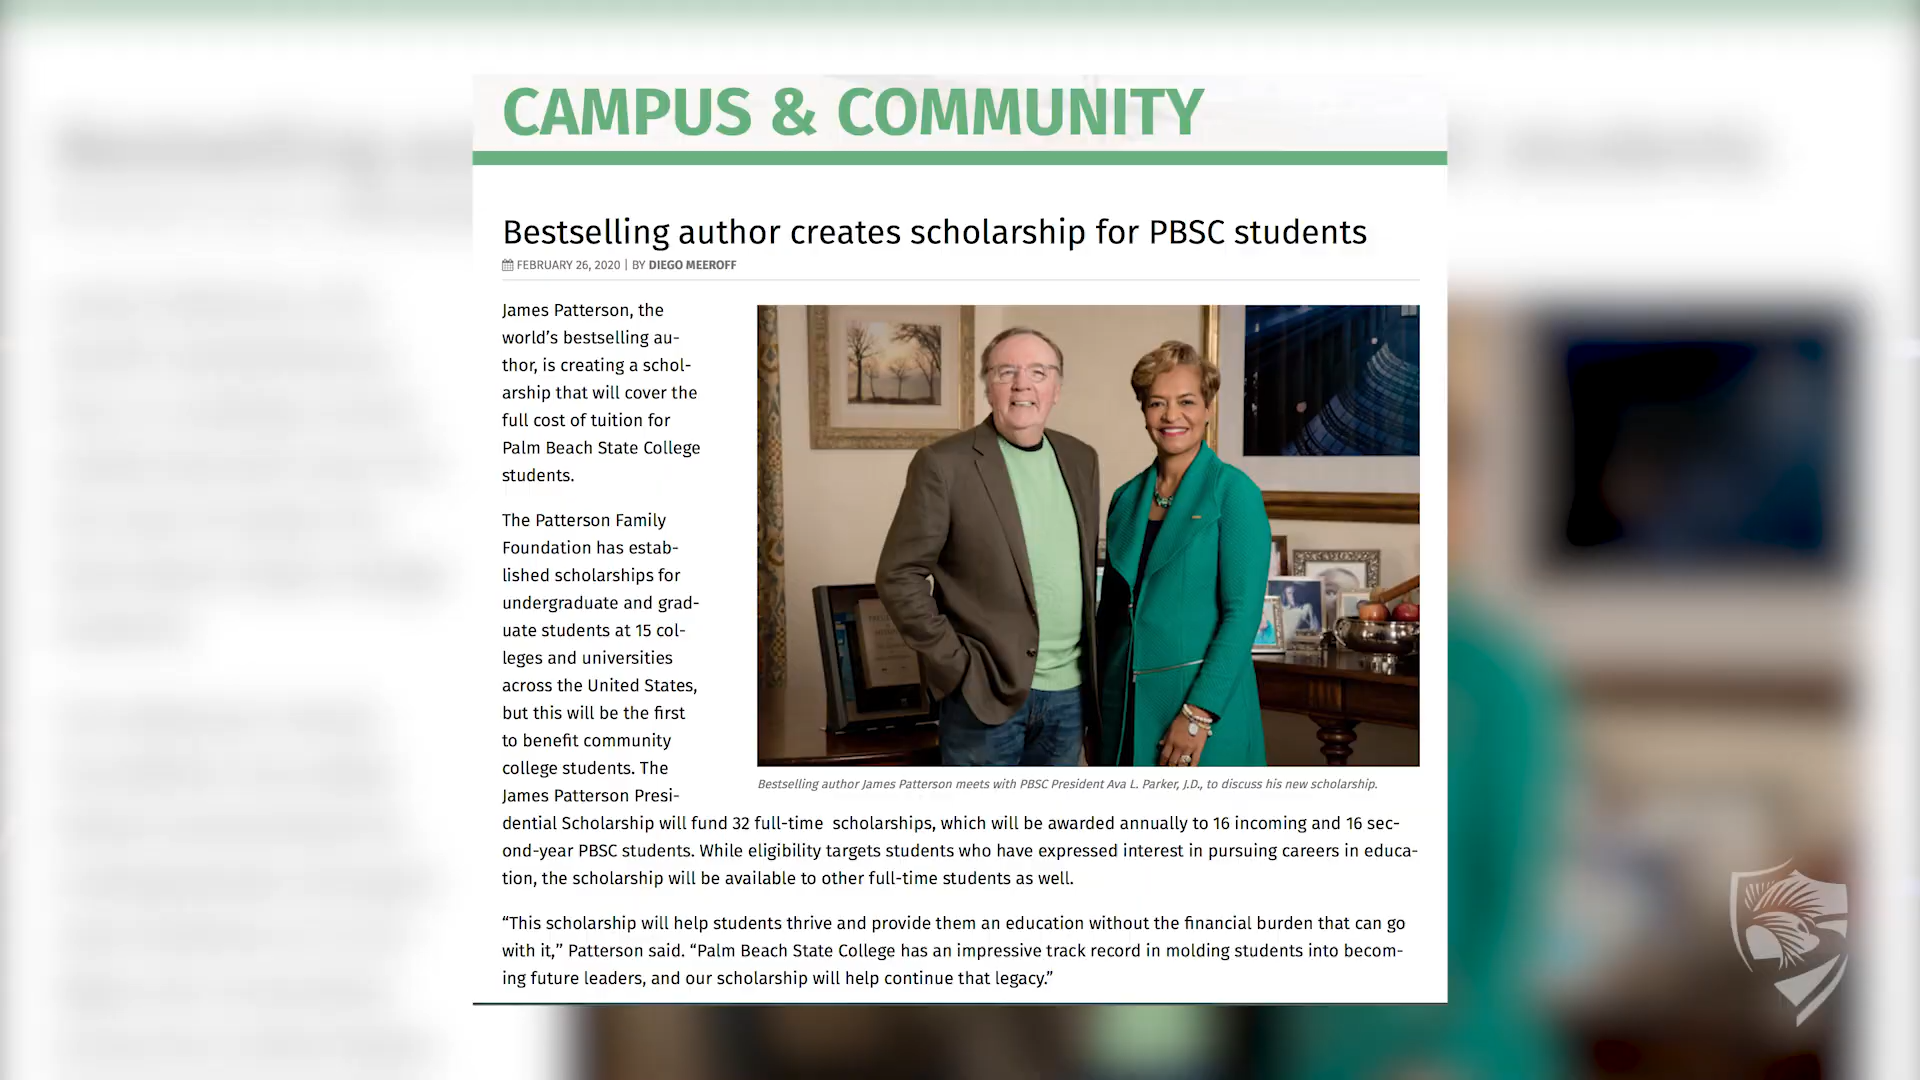 CAMPUS & COMMUNITY
Bestselling author creates scholarship for PBSC students
FEBRUARY 26, 2020 | BY DIEGO MEEROFF
James Patterson, the
world’s bestselling au-
thor, is creating a schol-
arship that will cover the
full cost of tuition for
Palm Beach State College
students.
The Patterson Family
Foundation has estab-
lished scholarships for
undergraduate and grad-
uate students at 15 col-
leges and universities
across the United States,
but this will be the first
to benefit community
college students. The
James Patterson Presi-
Bestselling author James Patterson meets with PBSC President Ava L. Parker, J.D., to discuss his new scholarship.
dential Scholarship will fund 32 full-time  scholarships, which will be awarded annually to 16 incoming and 16 sec-
ond-year PBSC students. While eligibility targets students who have expressed interest in pursuing careers in educa-
tion, the scholarship will be available to other full-time students as well.
“This scholarship will help students thrive and provide them an education without the financial burden that can go
with it,” Patterson said. “Palm Beach State College has an impressive track record in molding students into becom-
ing future leaders, and our scholarship will help continue that legacy.”